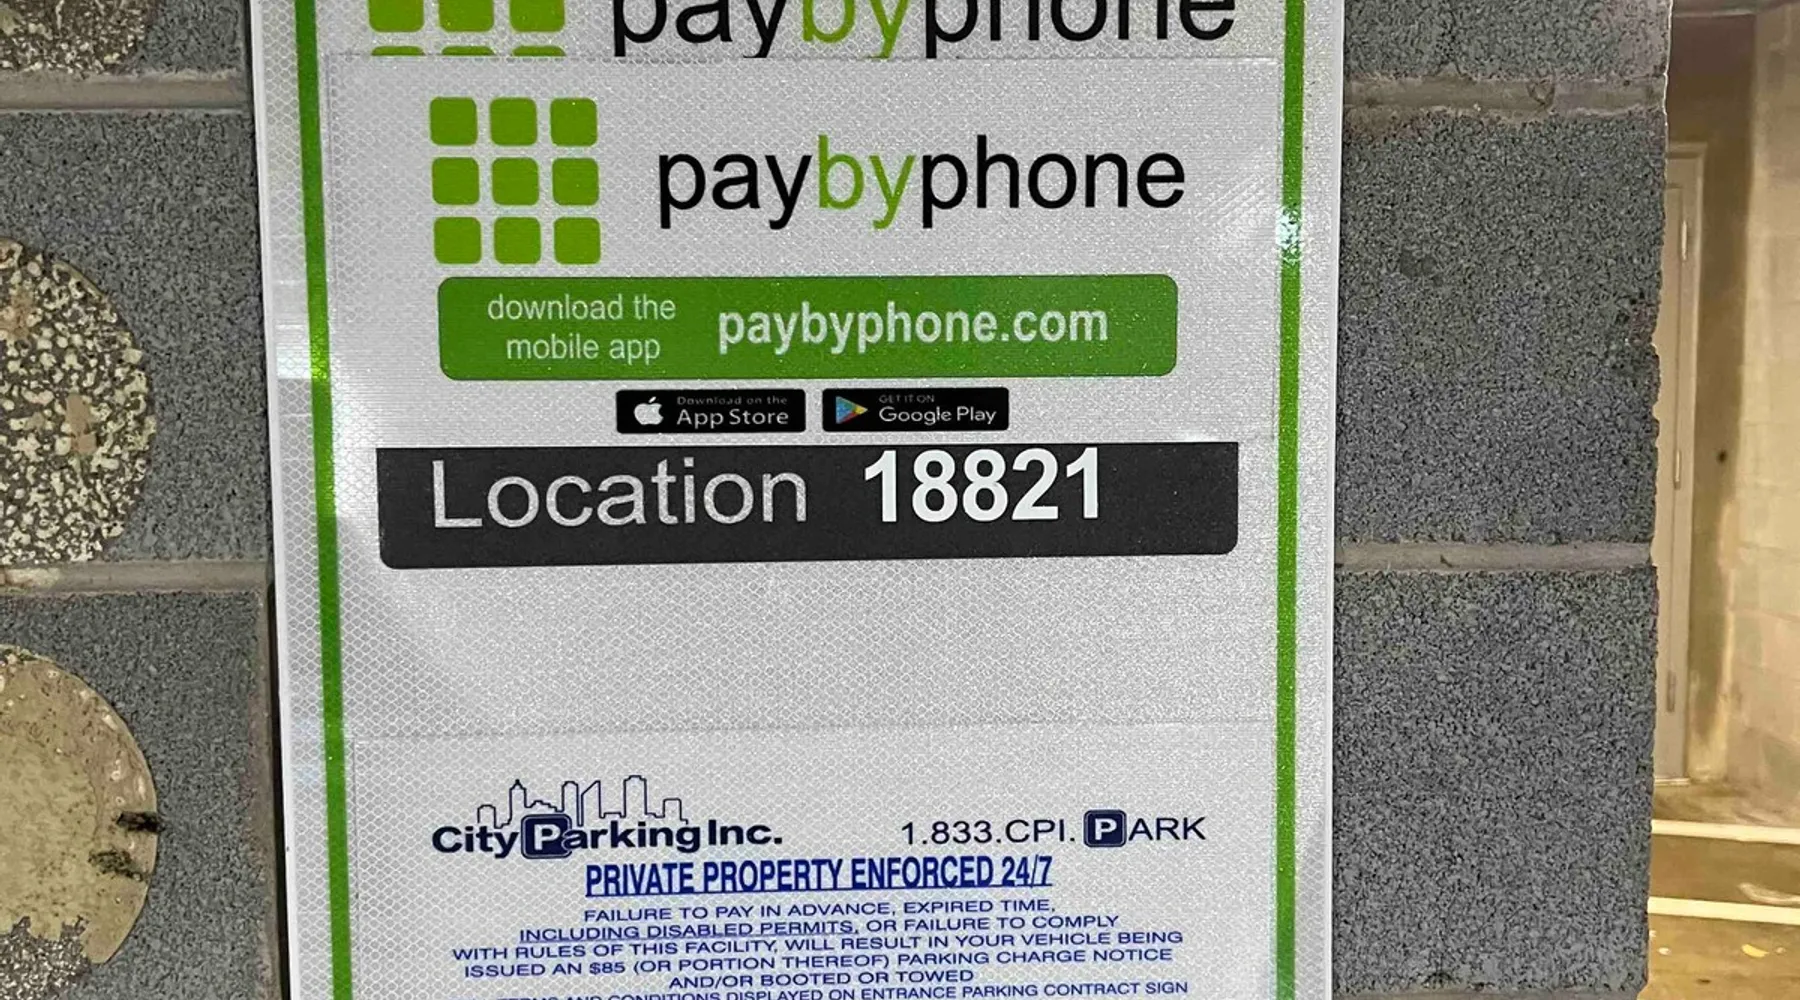 paybyphone
paybyphone
download the
mobile app
paybyphone.com
Download on the
App Store
GET IT ON
Google Play
Location 18821
City Parking Inc.
1.833.CPI.PARK
PRIVATE PROPERTY ENFORCED 24/7
FAILURE TO PAY IN ADVANCE, EXPIRED TIME,
INCLUDING DISABLED PERMITS, OR FAILURE TO COMPLY
WITH RULES OF THIS FACILITY, WILL RESULT IN YOUR VEHICLE BEING
ISSUED AN $85 (OR PORTION THEREOF) PARKING CHARGE NOTICE
AND/OR BOOTED OR TOWED
TERMS AND CONDITIONS DISPLAYED ON ENTRANCE PARKING CONTRACT SIGN